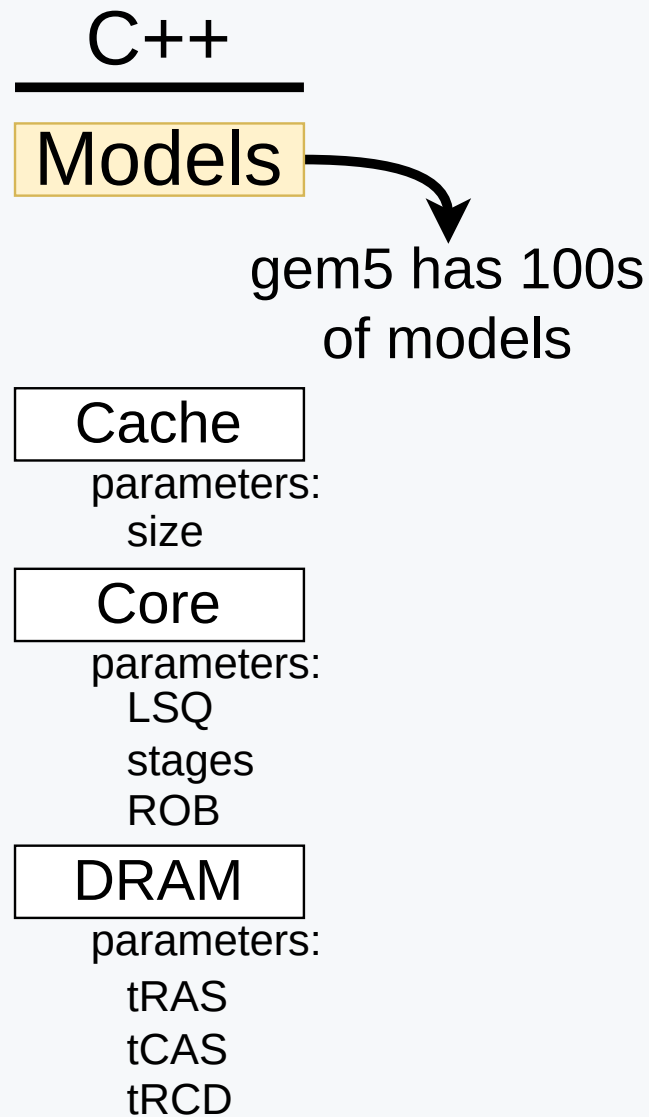 C++
Models
gem5 has 100s
of models
Cache
parameters:
size
Core
parameters:
LSQ
stages
ROB
DRAM
parameters:
tRAS
tCAS
tRCD